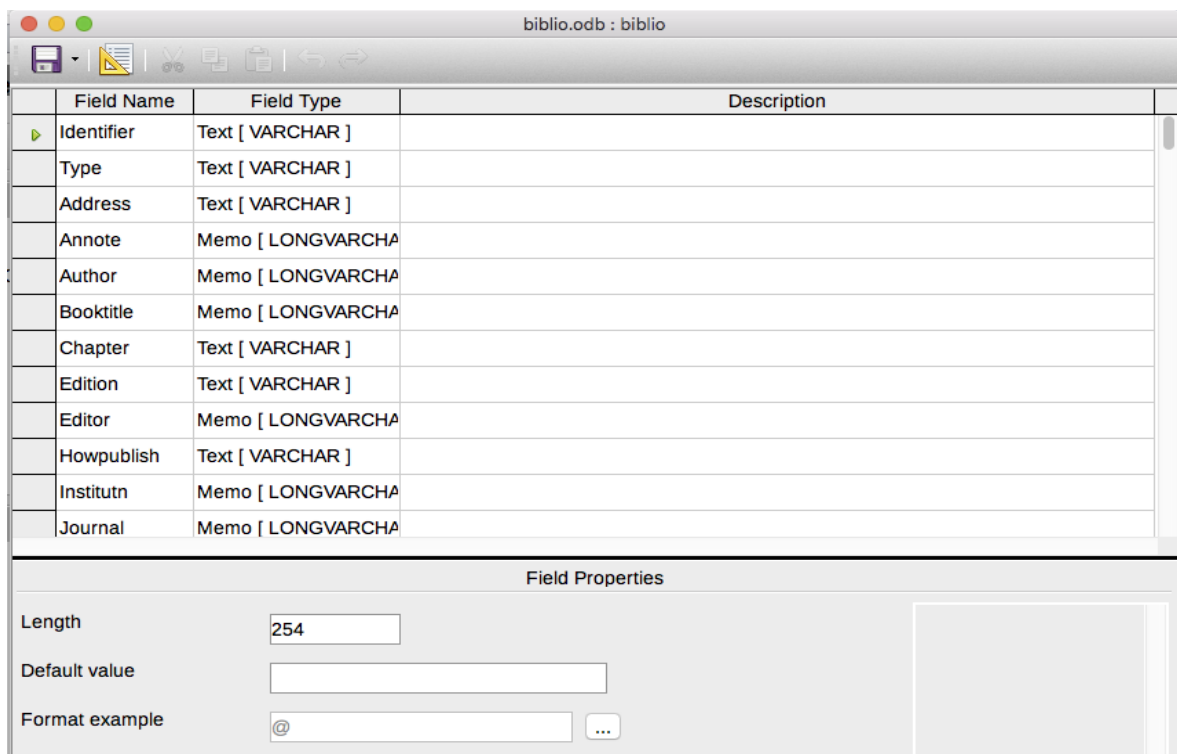 biblio.odb : biblio
Field Name Field Type Description
Identifier Text [ VARCHAR ]
Type Text [ VARCHAR ]
Address Text [ VARCHAR ]
Annote Memo [ LONGVARCHA
Author Memo [ LONGVARCHA
Booktitle Memo [ LONGVARCHA
Chapter Text [ VARCHAR ]
Edition Text [ VARCHAR ]
Editor Memo [ LONGVARCHA
Howpublish Text [ VARCHAR ]
Institutn Memo [ LONGVARCHA
Journal Memo [ LONGVARCHA
Field Properties
Length 254
Default value
Format example @ ...